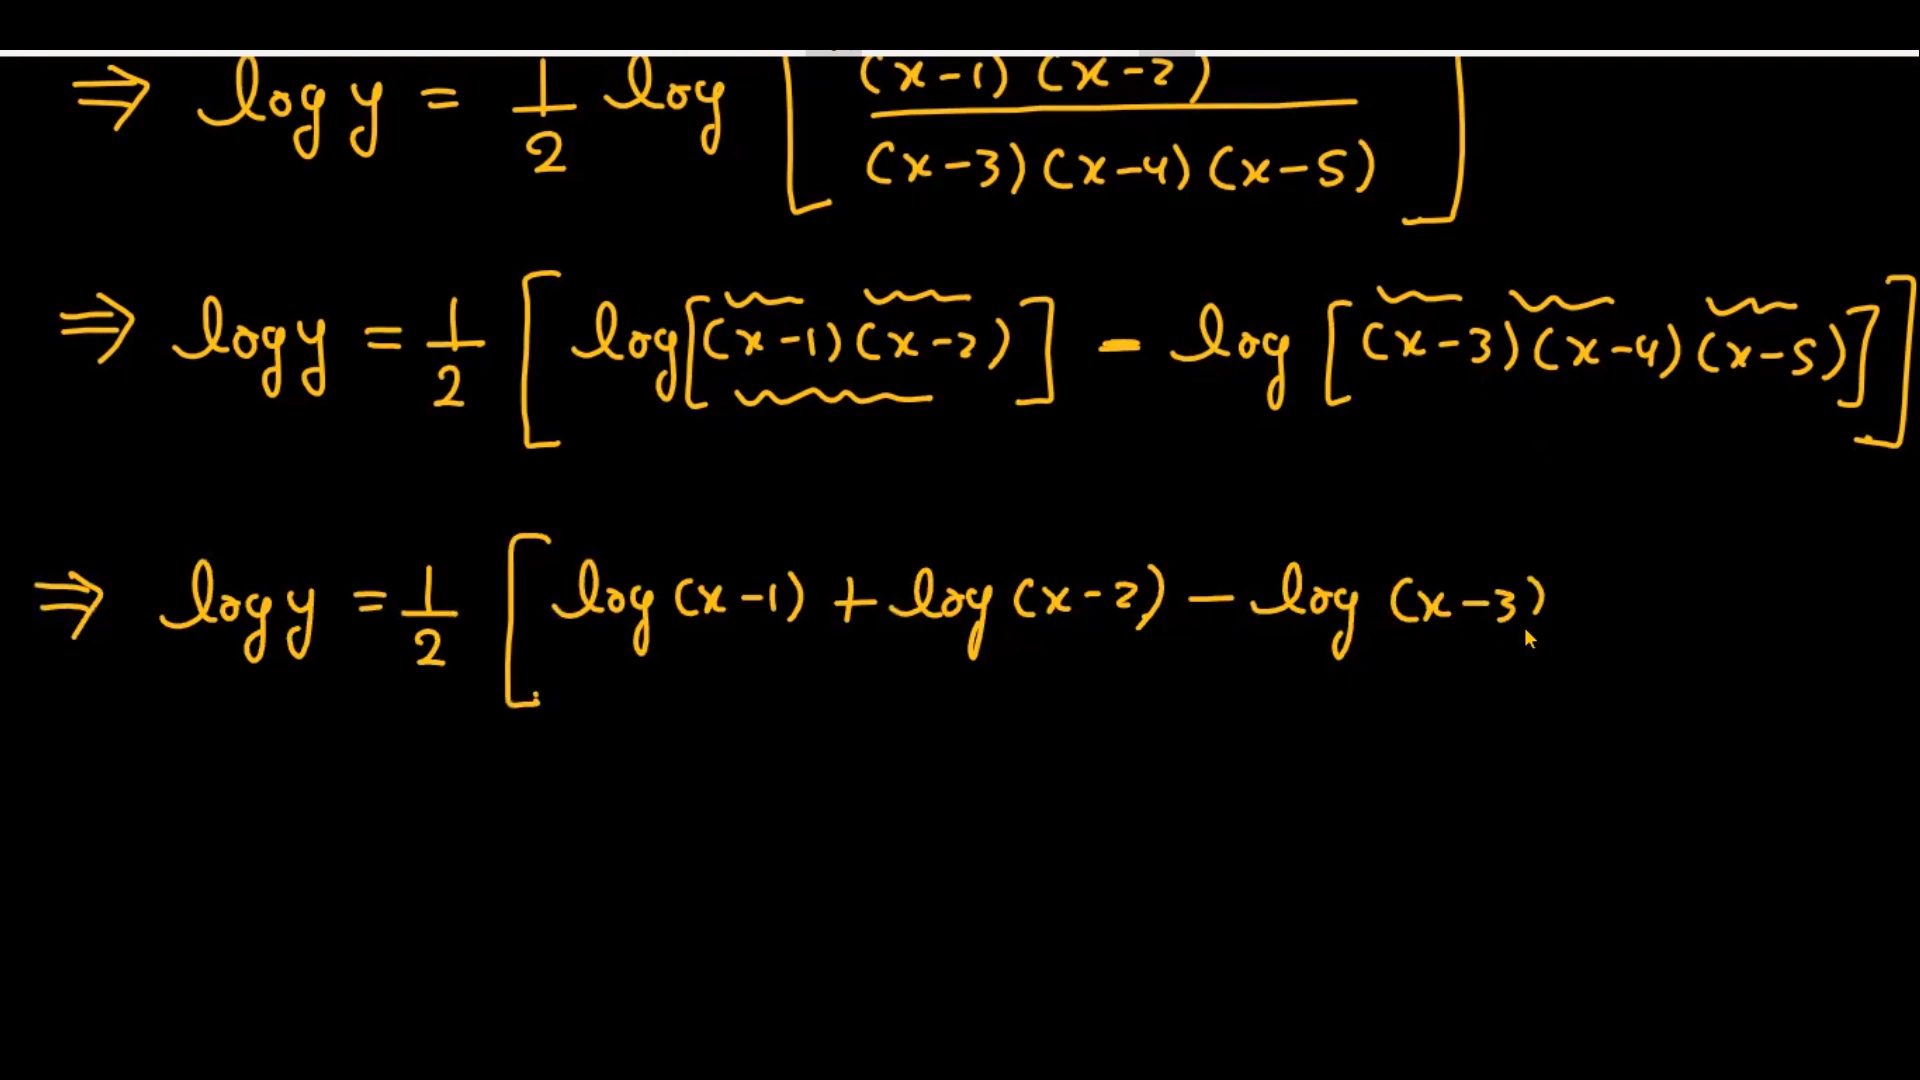 ⇒ log y = 1/2 log [ (x-1)(x-2) / (x-3)(x-4)(x-5) ]
⇒ log y = 1/2 [ log[(x-1)(x-2)] - log[(x-3)(x-4)(x-5)] ]
⇒ log y = 1/2 [ log(x-1) + log(x-2) - log(x-3)